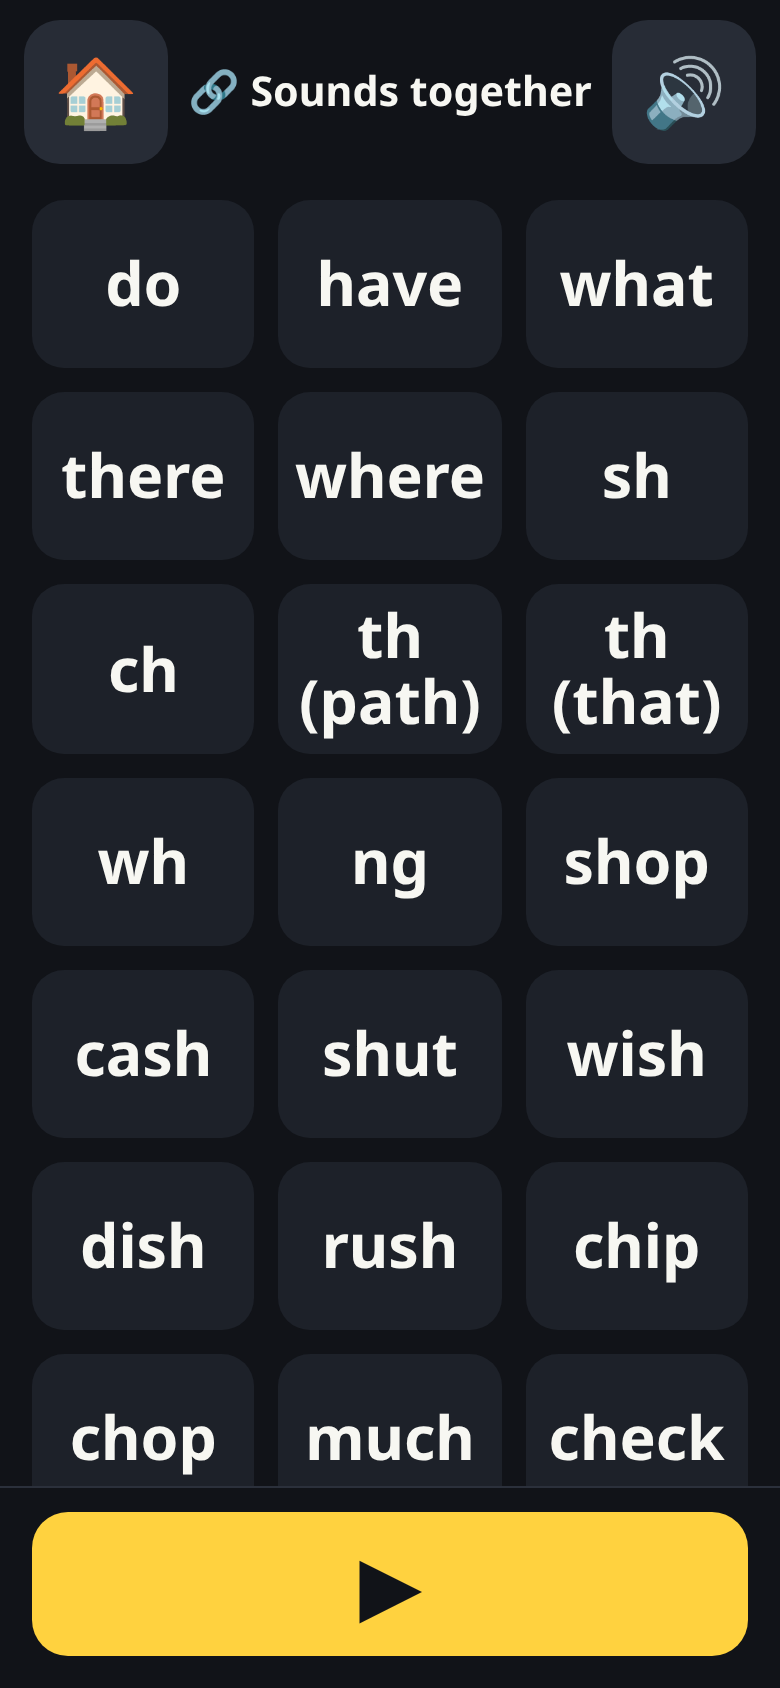 Sounds together
do
have
what
there
where
sh
ch
th
(path)
th
(that)
wh
ng
shop
cash
shut
wish
dish
rush
chip
chop
much
check